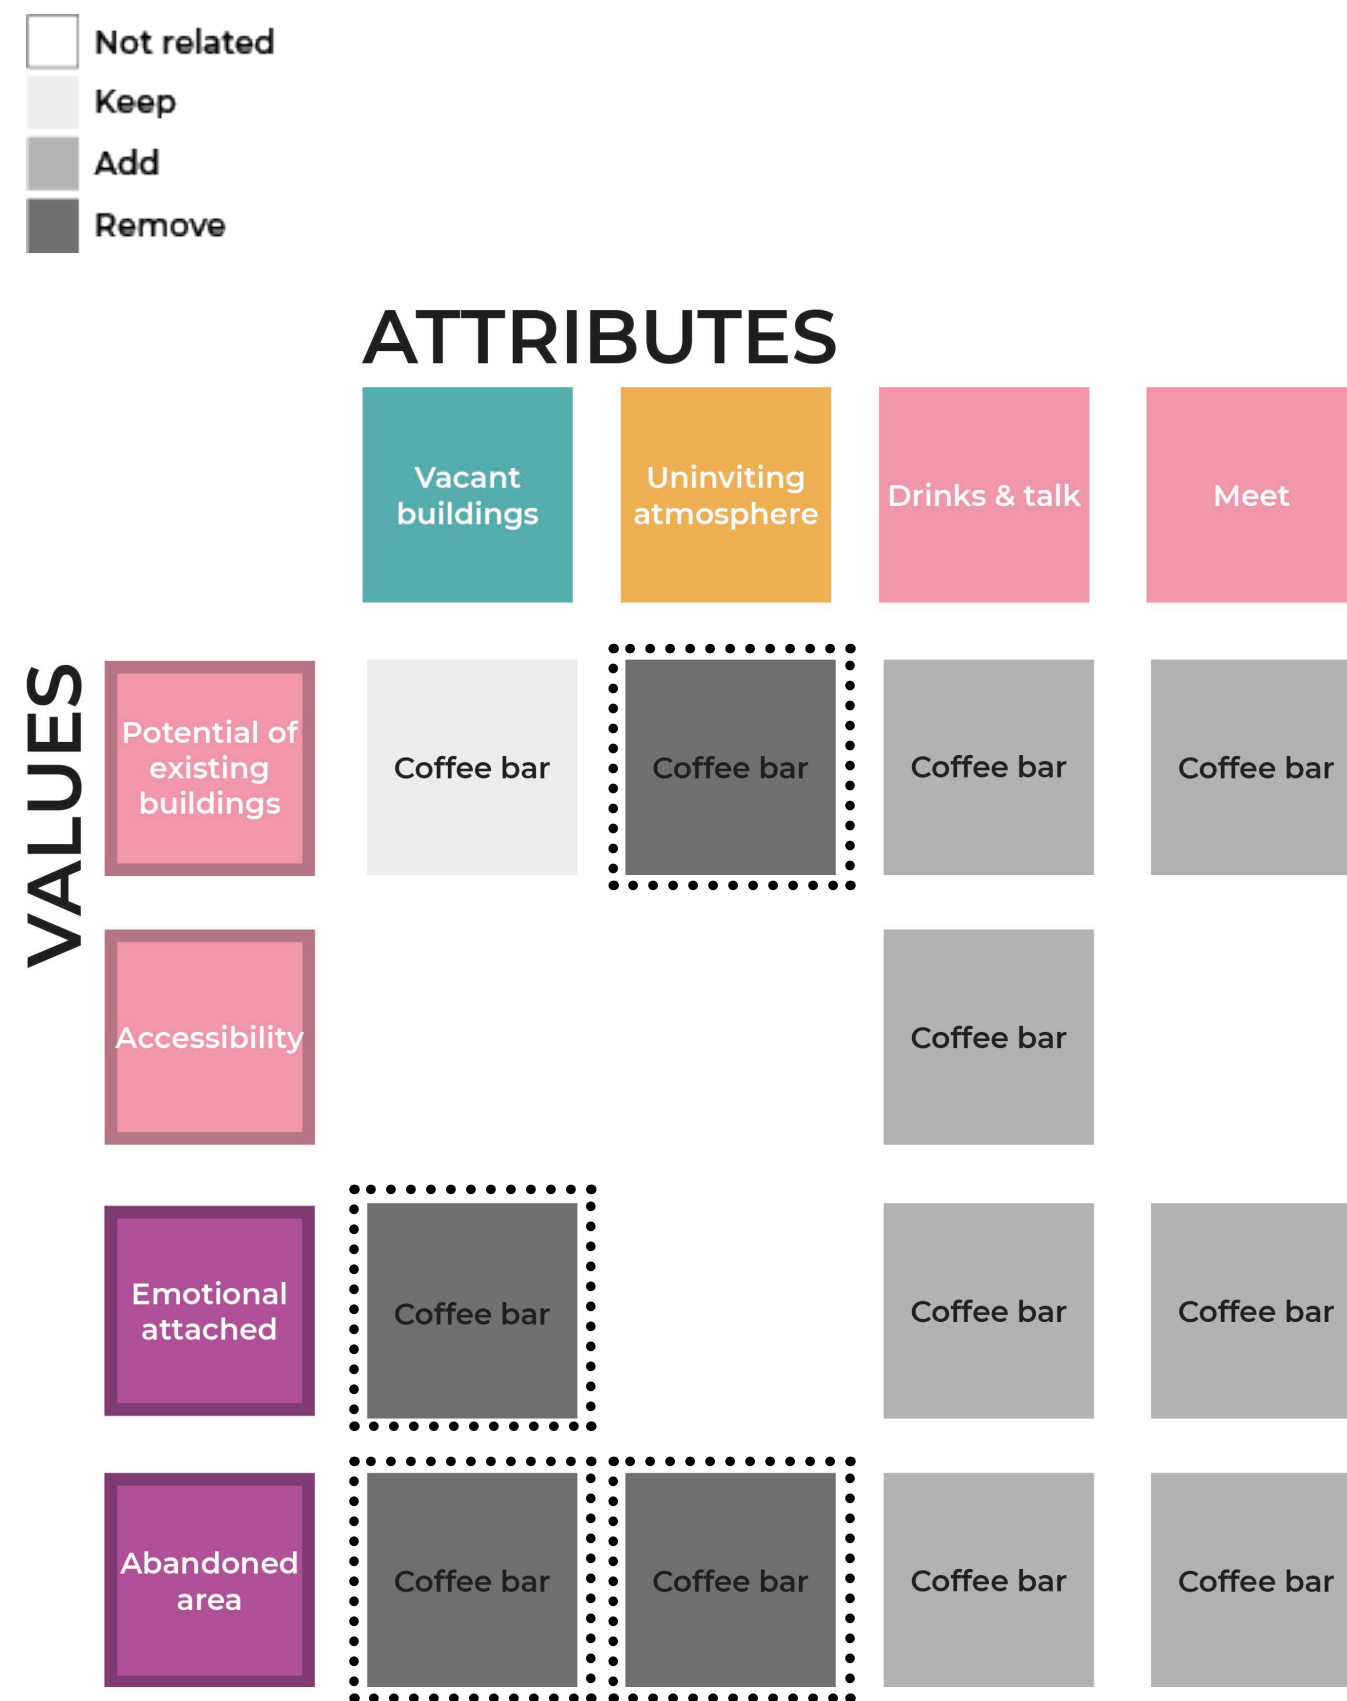 Not related
Keep
Add
Remove
ATTRIBUTES
Vacant
buildings
Uninviting
atmosphere
Drinks & talk
Meet
VALUES
Potential of
existing
buildings
Coffee bar
Coffee bar
Coffee bar
Coffee bar
Accessibility
Coffee bar
Emotional
attached
Coffee bar
Coffee bar
Coffee bar
Abandoned
area
Coffee bar
Coffee bar
Coffee bar
Coffee bar